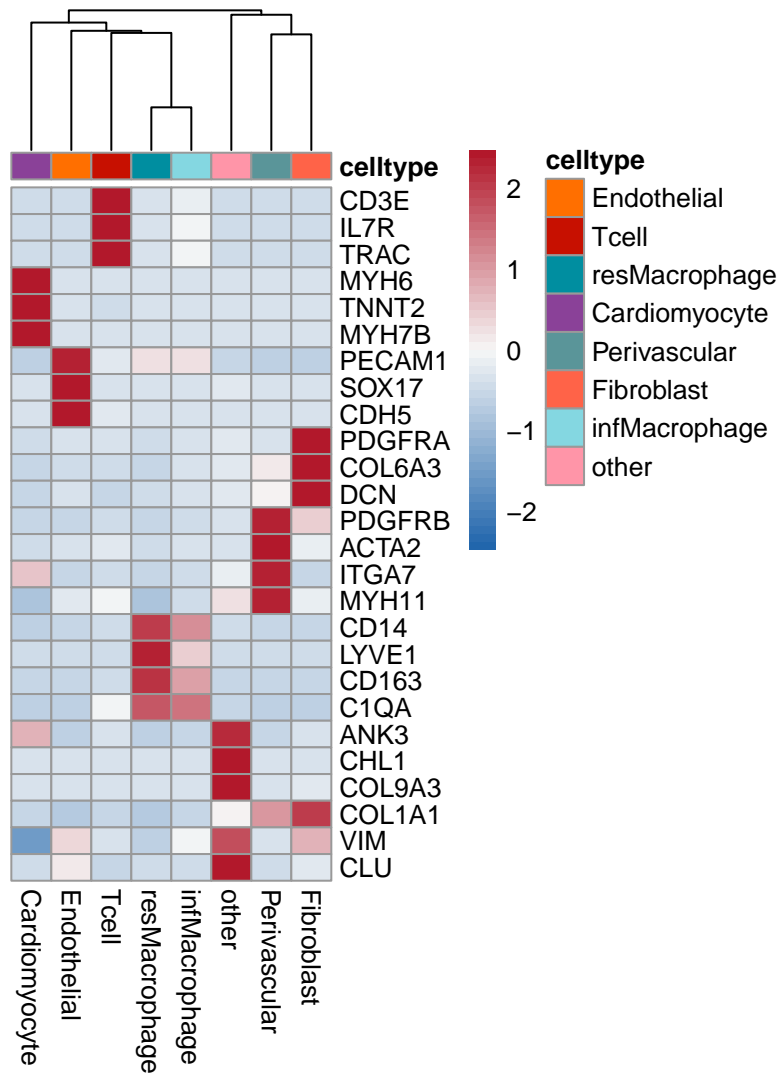 celltype
CD3E
IL7R
TRAC
MYH6
TNNT2
MYH7B
PECAM1
SOX17
CDH5
PDGFRA
COL6A3
DCN
PDGFRB
ACTA2
ITGA7
MYH11
CD14
LYVE1
CD163
C1QA
ANK3
CHL1
COL9A3
COL1A1
VIM
CLU
Cardiomyocyte
Endothelial
Tcell
resMacrophage
infMacrophage
other
Perivascular
Fibroblast
2
1
0
−1
−2
celltype
Endothelial
Tcell
resMacrophage
Cardiomyocyte
Perivascular
Fibroblast
infMacrophage
other